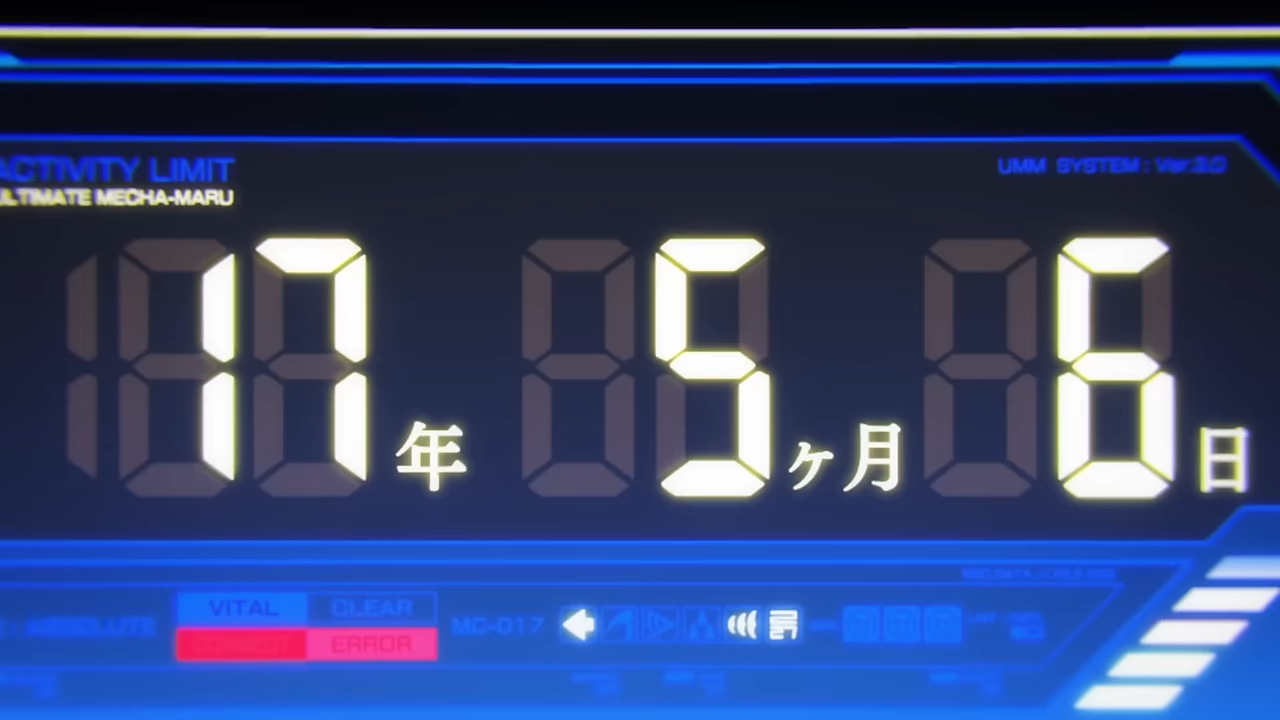 ACTIVITY LIMIT
ULTIMATE MECHA-MARU
UMM SYSTEM : Ver.3.0
17年 5ヶ月 6日
VITAL CLEAR
ERROR
MC-017